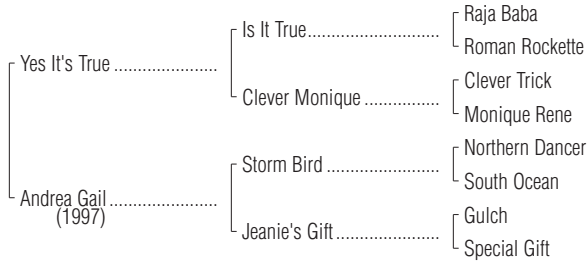 Raja Baba
Is It True
Roman Rockette
Yes It's True
Clever Trick
Clever Monique
Monique Rene
Northern Dancer
Storm Bird
South Ocean
Andrea Gail
(1997)
Gulch
Jeanie's Gift
Special Gift